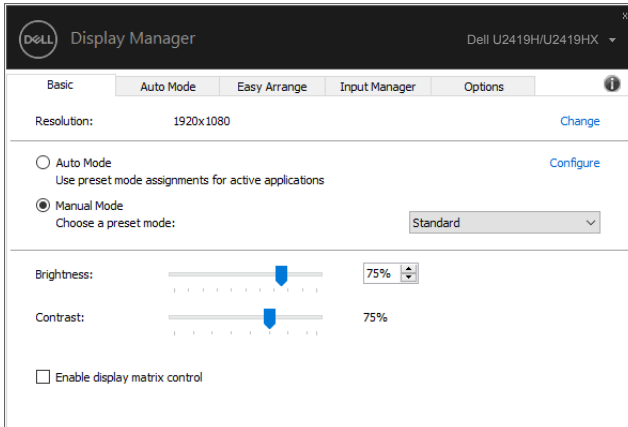 x
DELL Display Manager Dell U2419H/U2419HX
Basic Auto Mode Easy Arrange Input Manager Options i
Resolution: 1920x1080 Change
Auto Mode Configure
Use preset mode assignments for active applications
Manual Mode
Choose a preset mode: Standard
Brightness: 75%
Contrast: 75%
Enable display matrix control